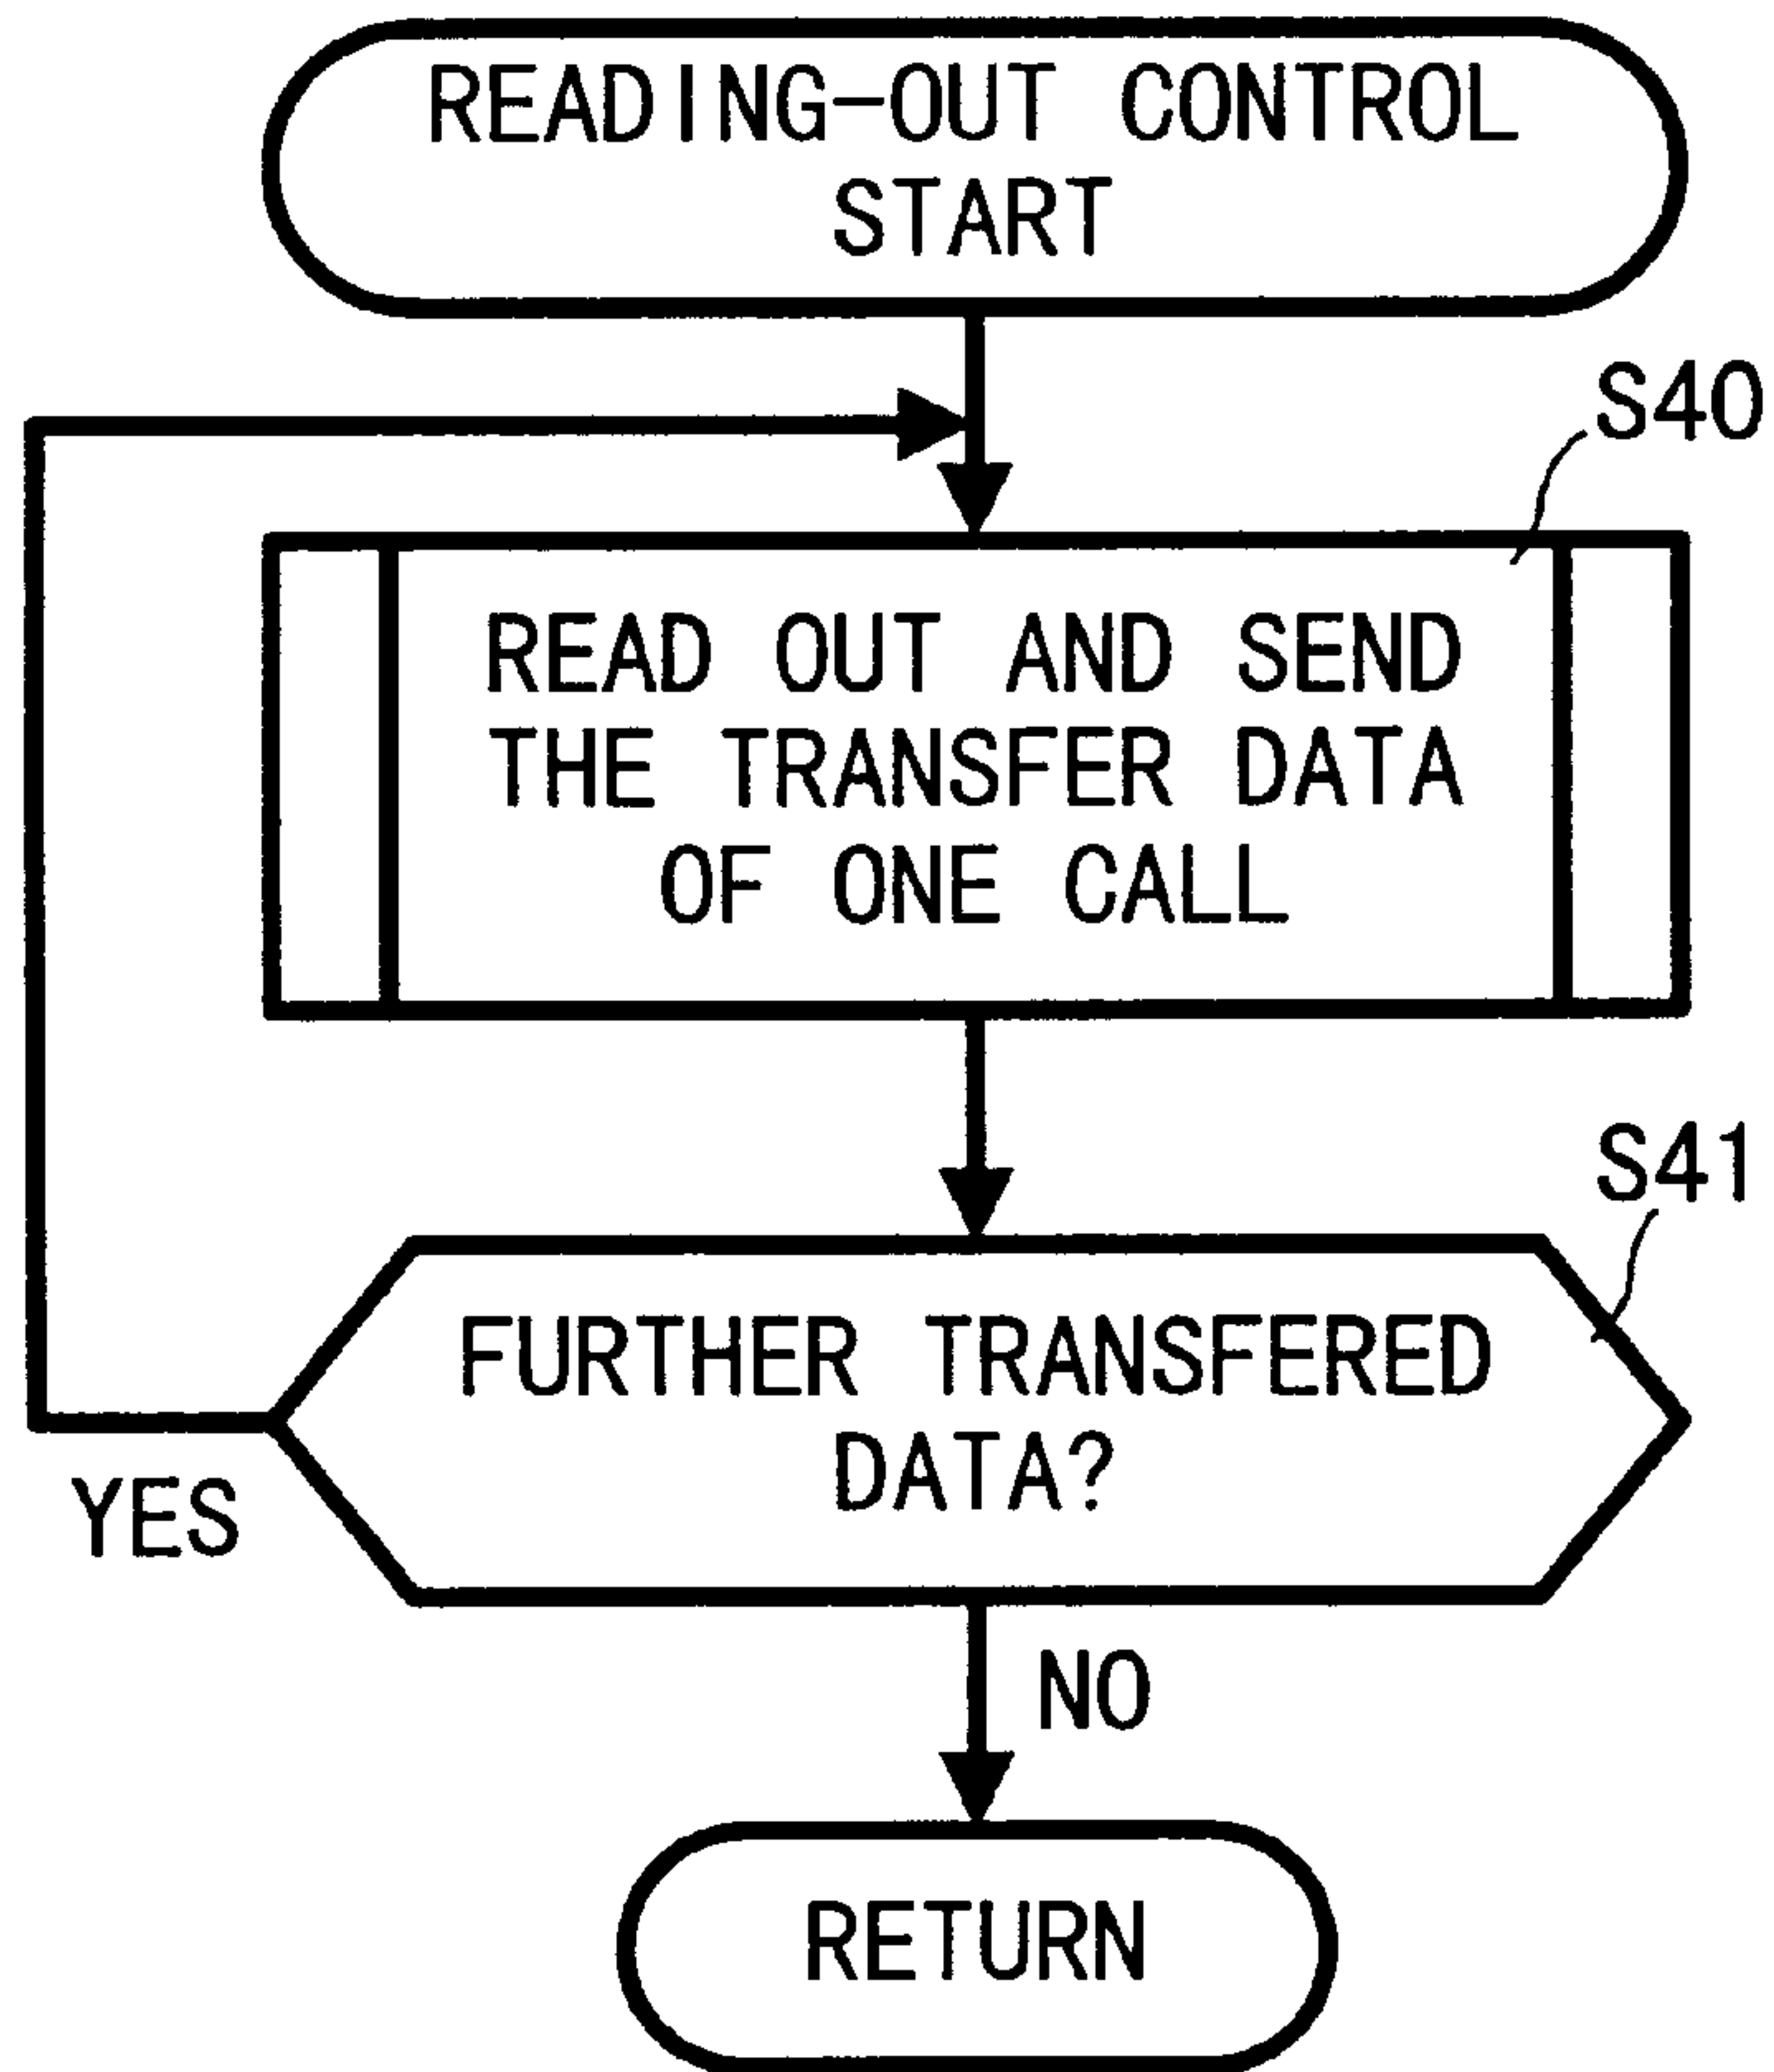 READING-OUT CONTROL
START
S40
READ OUT AND SEND
THE TRANSFER DATA
OF ONE CALL
S41
FURTHER TRANSFERED
DATA?
YES
NO
RETURN